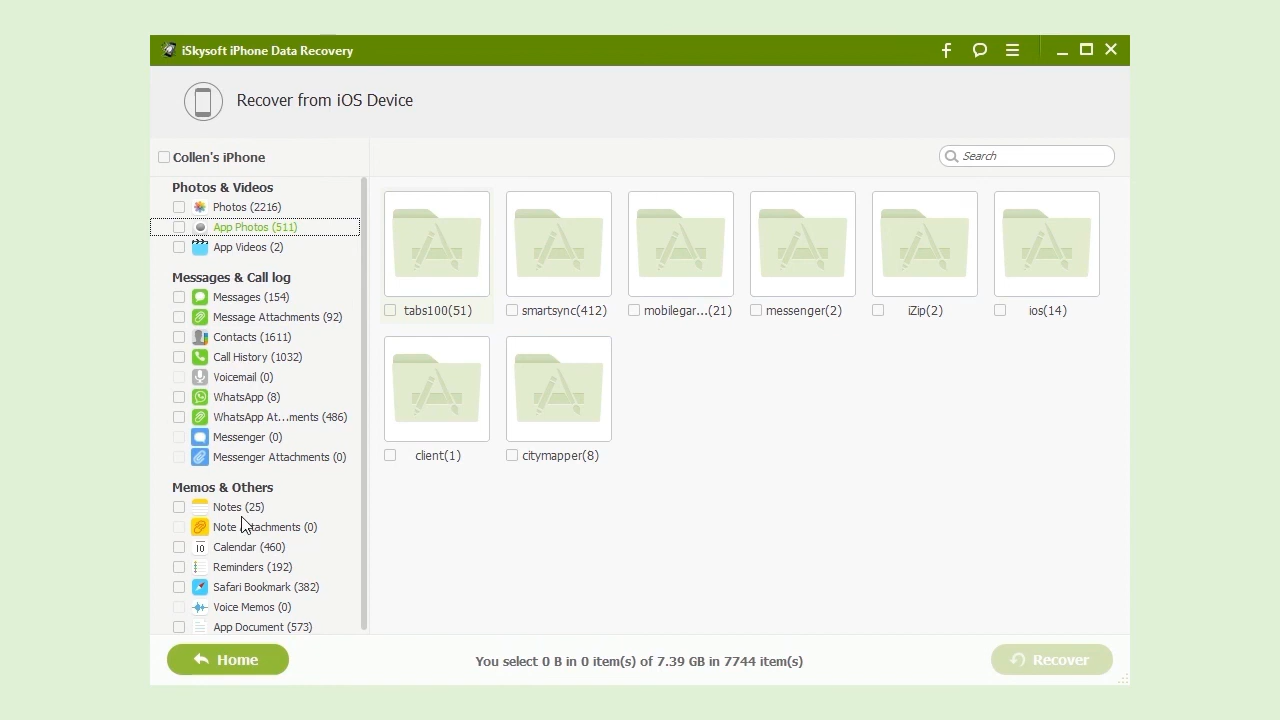 iSkysoft iPhone Data Recovery
Recover from iOS Device
Collen's iPhone
Search
Photos & Videos
Photos (2216)
App Photos (511)
App Videos (2)
Messages & Call log
Messages (154)
Message Attachments (92)
Contacts (1611)
Call History (1032)
Voicemail (0)
WhatsApp (8)
WhatsApp At...ments (486)
Messenger (0)
Messenger Attachments (0)
Memos & Others
Notes (25)
Note Attachments (0)
10
Calendar (460)
Reminders (192)
Safari Bookmark (382)
Voice Memos (0)
App Document (573)
tabs100(51)
smartsync(412)
mobilegar...(21)
messenger(2)
iZip(2)
ios(14)
client(1)
citymapper(8)
Home
You select 0 B in 0 item(s) of 7.39 GB in 7744 item(s)
Recover